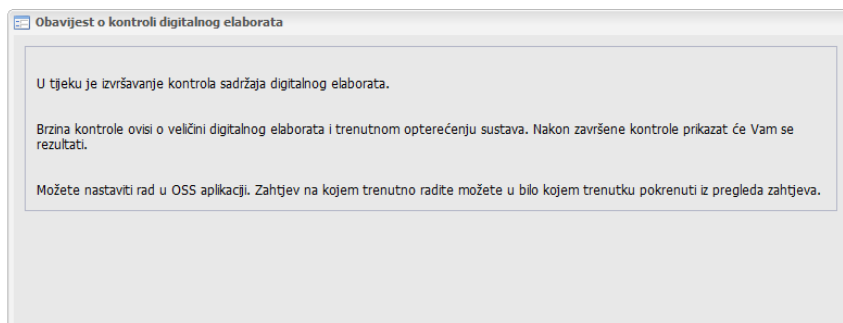 Obavijest o kontroli digitalnog elaborata
U tijeku je izvršavanje kontrola sadržaja digitalnog elaborata.
Brzina kontrole ovisi o veličini digitalnog elaborata i trenutnom opterećenju sustava. Nakon završene kontrole prikazat će Vam se
rezultati.
Možete nastaviti rad u OSS aplikaciji. Zahtjev na kojem trenutno radite možete u bilo kojem trenutku pokrenuti iz pregleda zahtjeva.